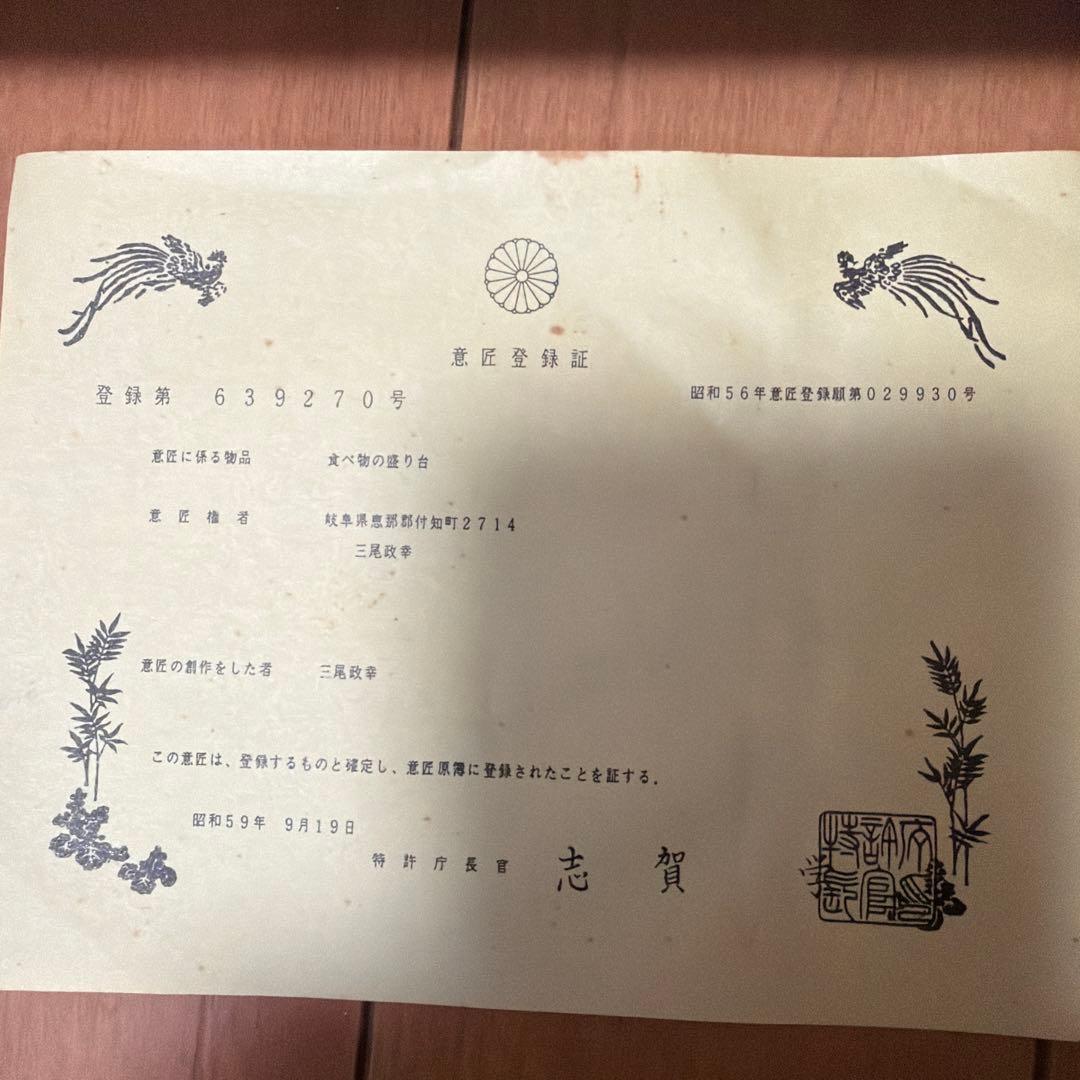 意匠登録証
登録第 639270号
昭和56年意匠登録願第029930号
意匠に係る物品 食べ物の盛り台
意匠権者 岐阜県恵那郡付知町2714
三尾政幸
意匠の創作をした者 三尾政幸
この意匠は、登録するものと確定し、意匠原簿に登録されたことを証する。
昭和59年 9月19日
特許庁長官 志賀 学
特許庁長官